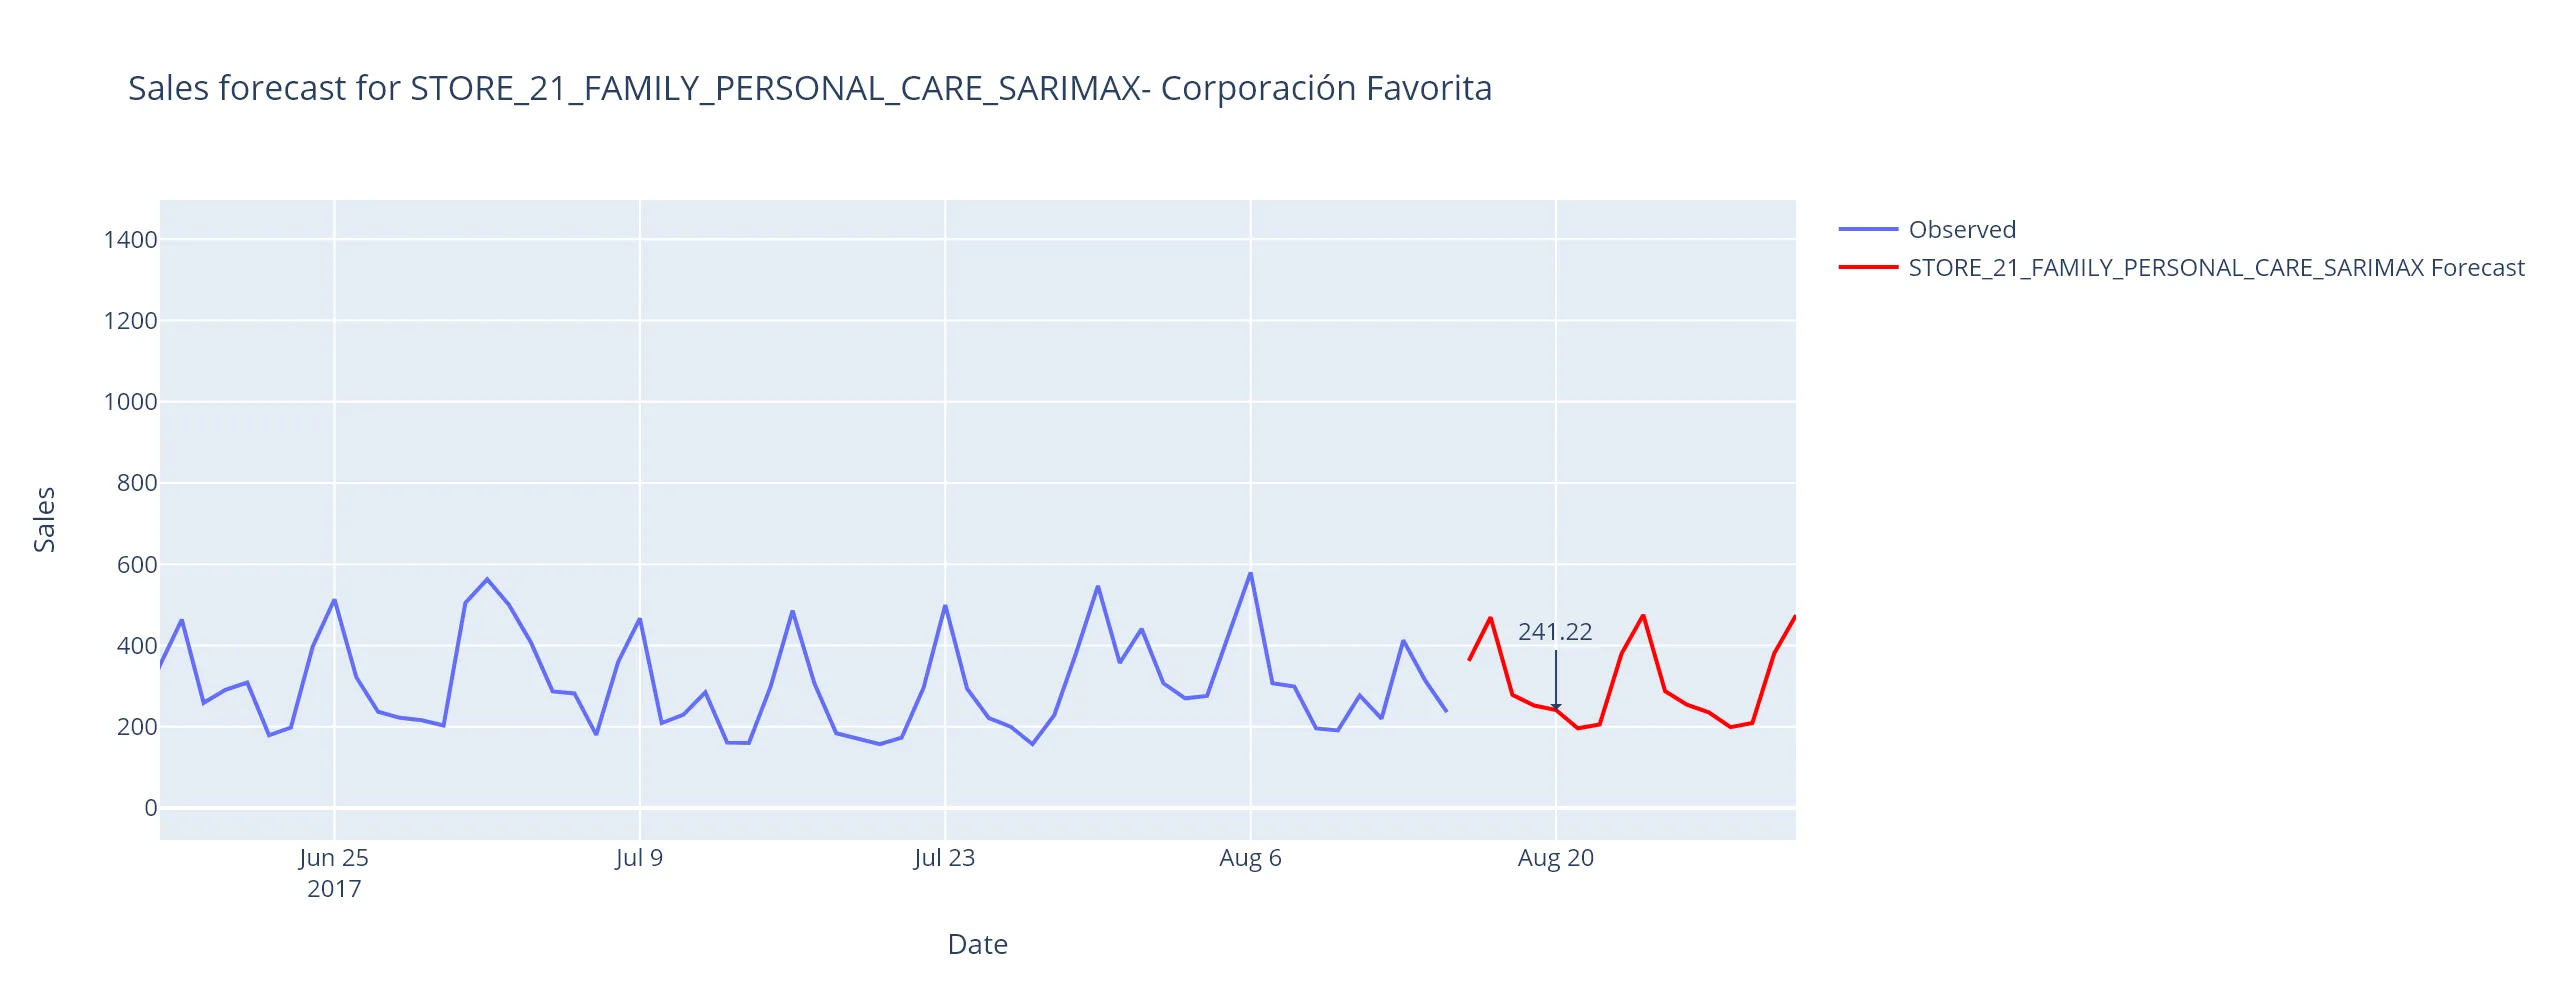 Sales forecast for STORE_21_FAMILY_PERSONAL_CARE_SARIMAX- Corporación Favorita
Observed
STORE_21_FAMILY_PERSONAL_CARE_SARIMAX Forecast
1400
1200
1000
800
600
400
200
0
Sales
241.22
Jun 25
2017
Jul 9
Jul 23
Aug 6
Aug 20
Date